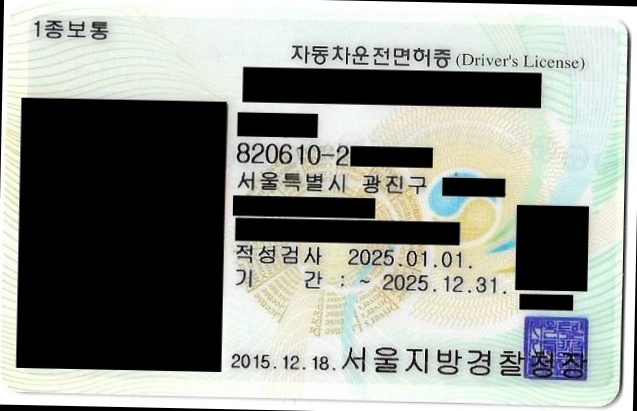 1종보통
자동차운전면허증 (Driver's License)
820610-2
서울특별시 광진구
적성검사 2025.01.01.
기 간 : ~ 2025.12.31.
2015.12.18. 서울지방경찰청장